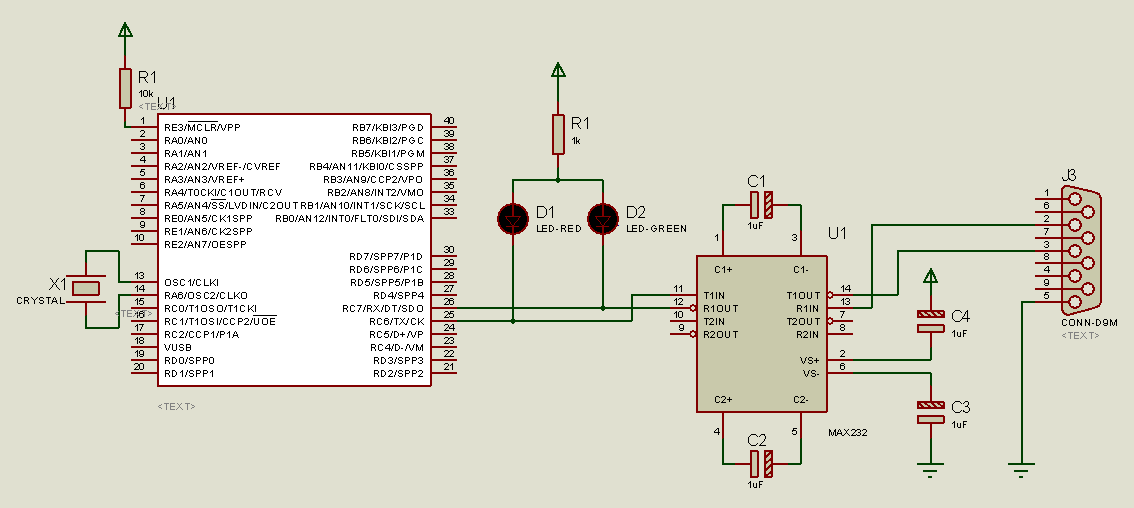 R1
10k
<TEXT>
U1
1 RE3/MCLR/VPP
2 RA0/AN0
3 RA1/AN1
4 RA2/AN2/VREF-/CVREF
5 RA3/AN3/VREF+
6 RA4/T0CKI/C1OUT/RCV
7 RA5/AN4/SS/LVDIN/C2OUT
8 RE0/AN5/CK1SPP
9 RE1/AN6/CK2SPP
10 RE2/AN7/OESPP
13 OSC1/CLKI
14 RA6/OSC2/CLKO
15 RC0/T1OSO/T1CKI
16 RC1/T1OSI/CCP2/UOE
17 RC2/CCP1/P1A
18 VUSB
19 RD0/SPP0
20 RD1/SPP1
RB7/KBI3/PGD 40
RB6/KBI2/PGC 39
RB5/KBI1/PGM 38
RB4/AN11/KBI0/CSSPP 37
RB3/AN9/CCP2/VPO 36
RB2/AN8/INT2/VMO 35
RB1/AN10/INT1/SCK/SCL 34
RB0/AN12/INT0/FLT0/SDI/SDA 33
RD7/SPP7/P1D 30
RD6/SPP6/P1C 29
RD5/SPP5/P1B 28
RD4/SPP4 27
RC7/RX/DT/SDO 26
RC6/TX/CK 25
RC5/D+/VP 24
RC4/D-/VM 23
RD3/SPP3 22
RD2/SPP2 21
<TEXT>
X1
CRYSTAL
<TEXT>
R1
1k
D1
LED-RED
D2
LED-GREEN
C1
1uF
U1
1
3
C1+
C1-
11 T1IN
12 R1OUT
10 T2IN
9 R2OUT
T1OUT 14
R1IN 13
T2OUT 7
R2IN 8
VS+ 2
VS- 6
C2+
C2-
4
5
MAX232
C2
1uF
C4
1uF
C3
1uF
J3
1
6
2
7
3
8
4
9
5
CONN-D9M
<TEXT>